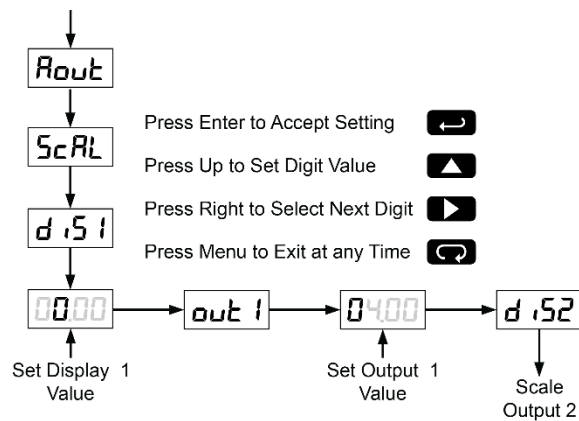 Aout
ScAL
Press Enter to Accept Setting
Press Up to Set Digit Value
diS1
Press Right to Select Next Digit
Press Menu to Exit at any Time
00.00
out 1
04.00
diS2
Set Display 1
Value
Set Output 1
Value
Scale
Output 2